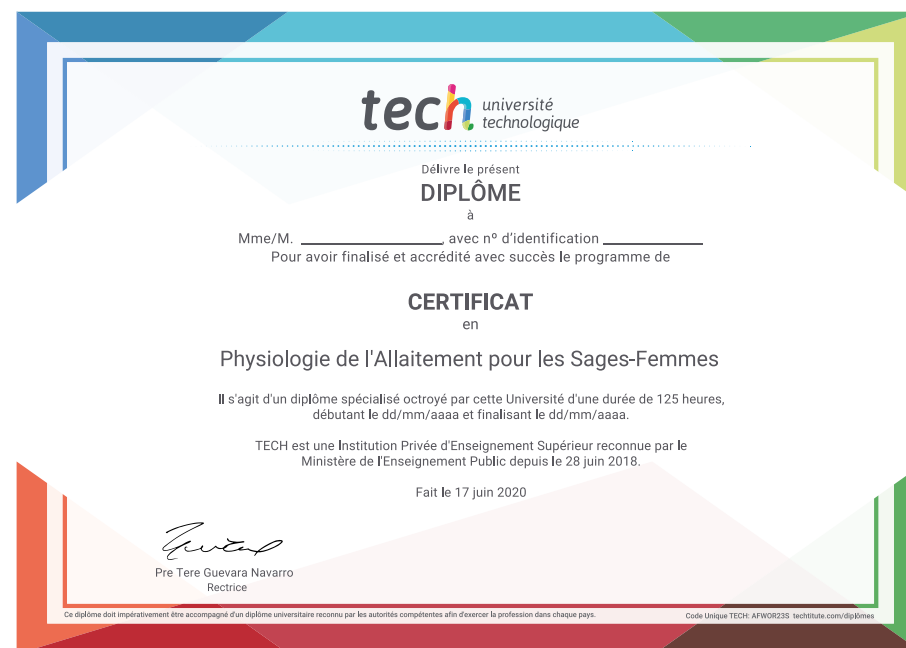 tech université
technologique
Délivre le présent
DIPLÔME
à
Mme/M. ____________________, avec nº d'identification ______________
Pour avoir finalisé et accrédité avec succès le programme de
CERTIFICAT
en
Physiologie de l'Allaitement pour les Sages-Femmes
Il s'agit d'un diplôme spécialisé octroyé par cette Université d'une durée de 125 heures,
débutant le dd/mm/aaaa et finalisant le dd/mm/aaaa.
TECH est une Institution Privée d'Enseignement Supérieur reconnue par le
Ministère de l'Enseignement Public depuis le 28 juin 2018.
Fait le 17 juin 2020
Pre Tere Guevara Navarro
Rectrice
Ce diplôme doit impérativement être accompagné d'un diplôme universitaire reconnu par les autorités compétentes afin d'exercer la profession dans chaque pays.
Code Unique TECH: AFWOR23S techtitute.com/diplômes